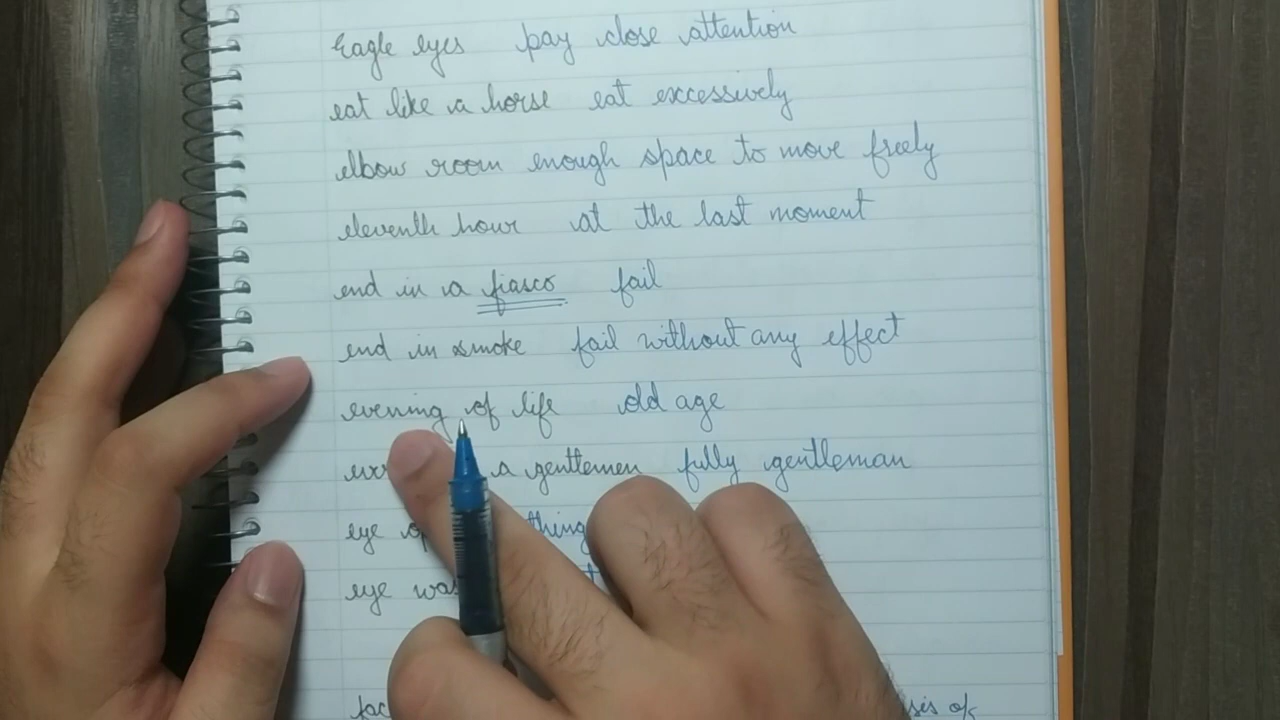 Eagle eyes pay close attention
eat like a horse eat excessively
elbow room enough space to move freely
eleventh hour at the last moment
end in a fiasco fail
end in smoke fail without any effect
evening of life old age
a gentlemen fully gentleman
eye thing
eye